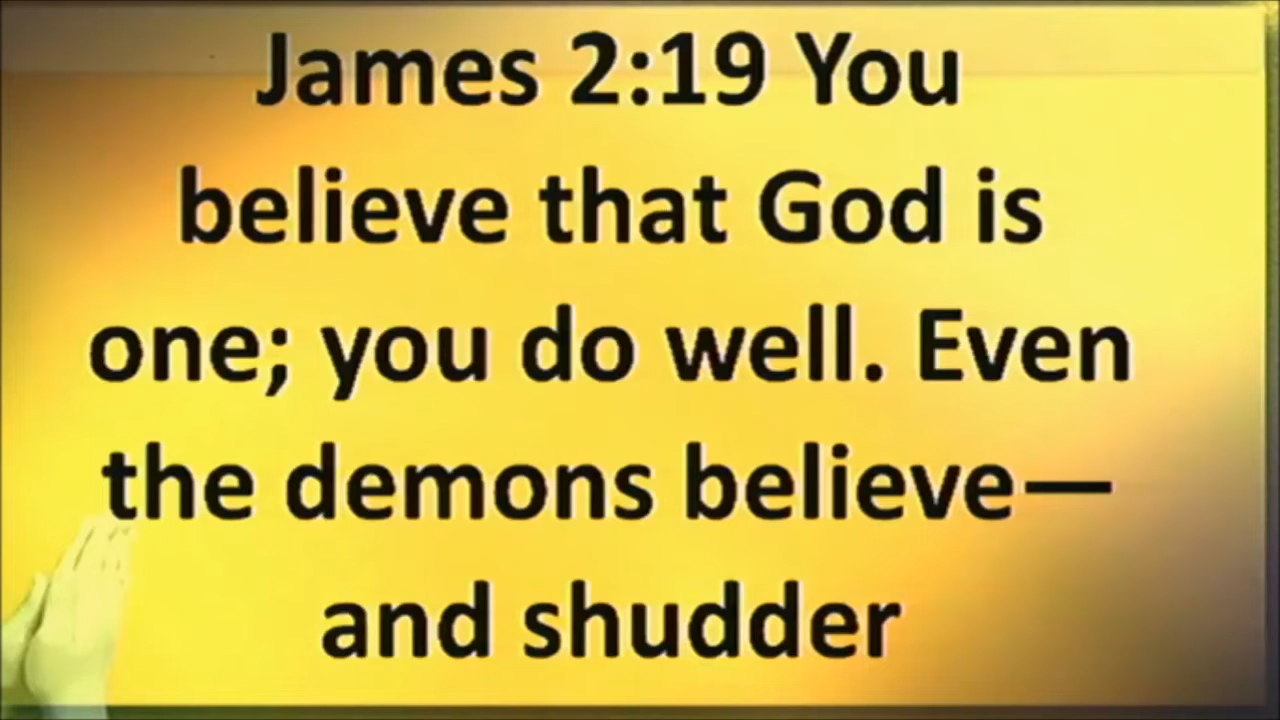 James 2:19 You
believe that God is
one; you do well. Even
the demons believe—
and shudder